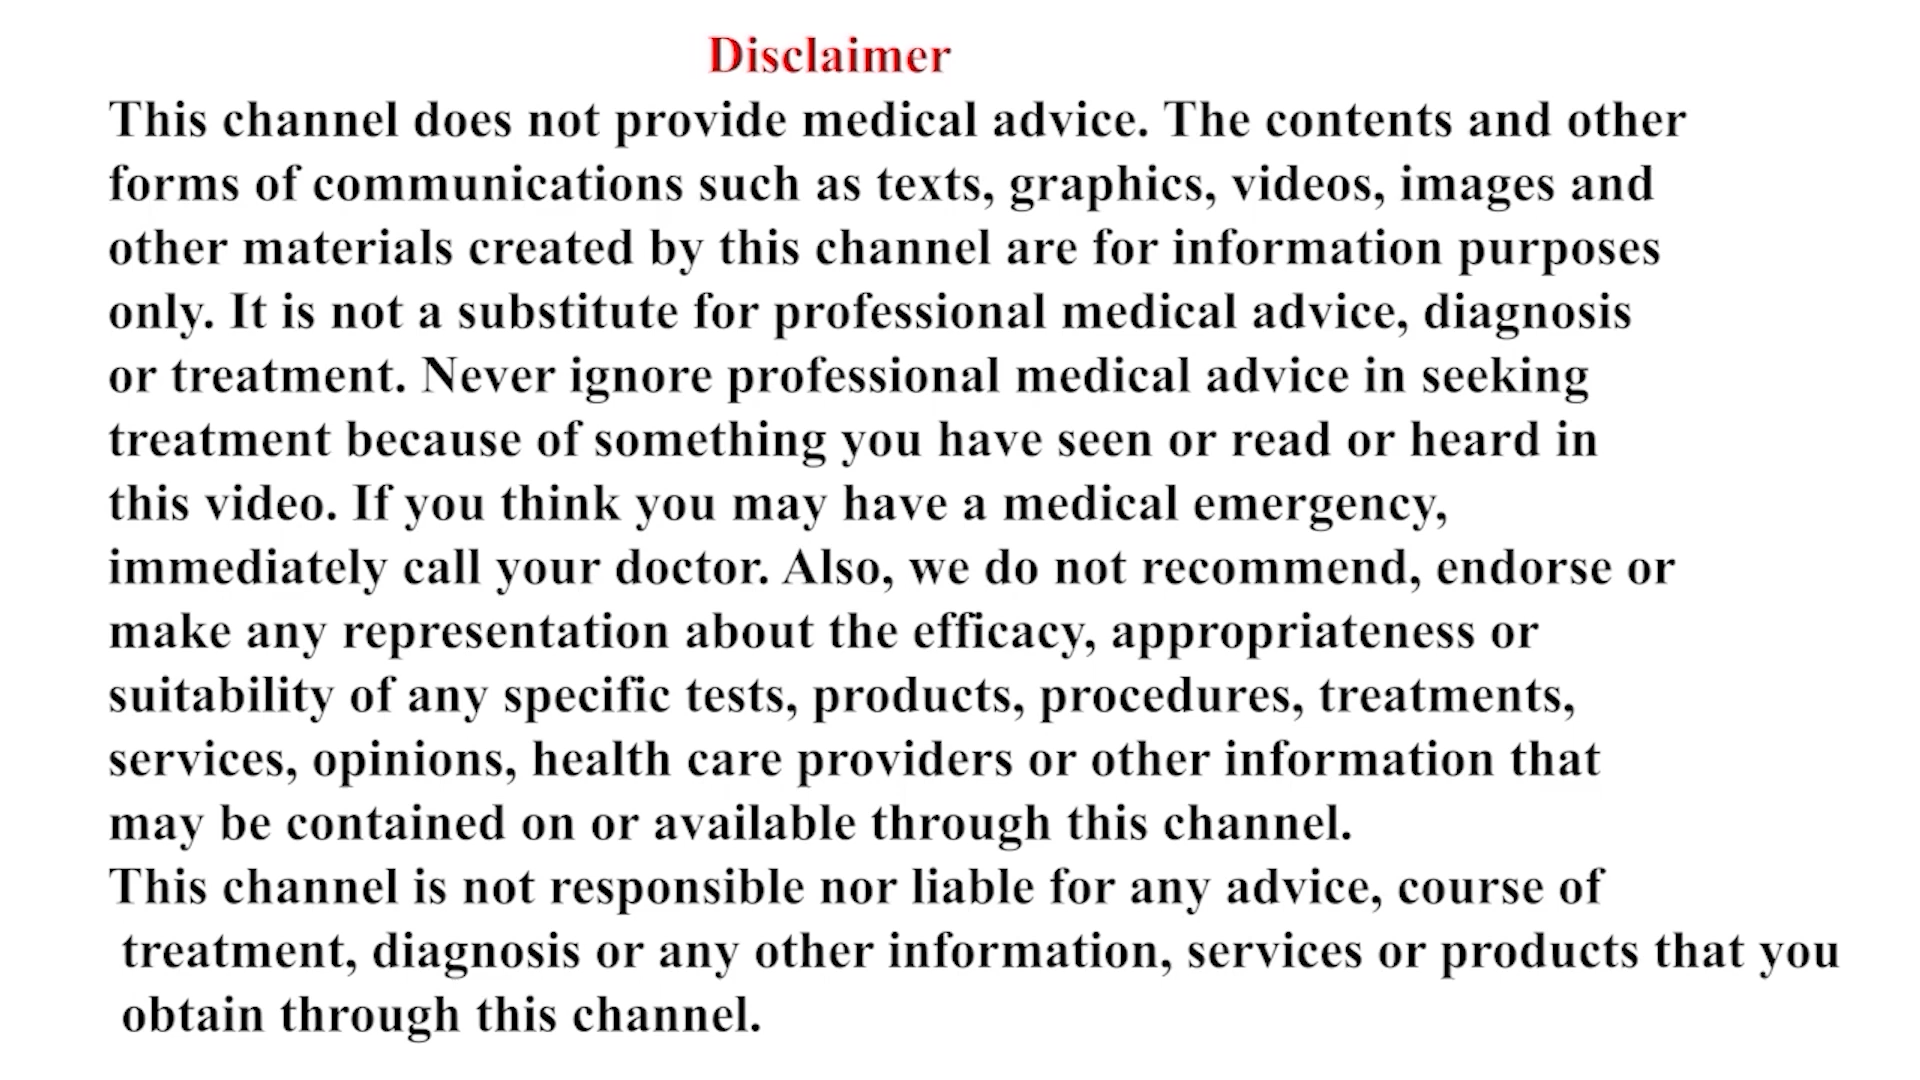 Disclaimer
This channel does not provide medical advice. The contents and other
forms of communications such as texts, graphics, videos, images and
other materials created by this channel are for information purposes
only. It is not a substitute for professional medical advice, diagnosis
or treatment. Never ignore professional medical advice in seeking
treatment because of something you have seen or read or heard in
this video. If you think you may have a medical emergency,
immediately call your doctor. Also, we do not recommend, endorse or
make any representation about the efficacy, appropriateness or
suitability of any specific tests, products, procedures, treatments,
services, opinions, health care providers or other information that
may be contained on or available through this channel.
This channel is not responsible nor liable for any advice, course of
treatment, diagnosis or any other information, services or products that you
obtain through this channel.